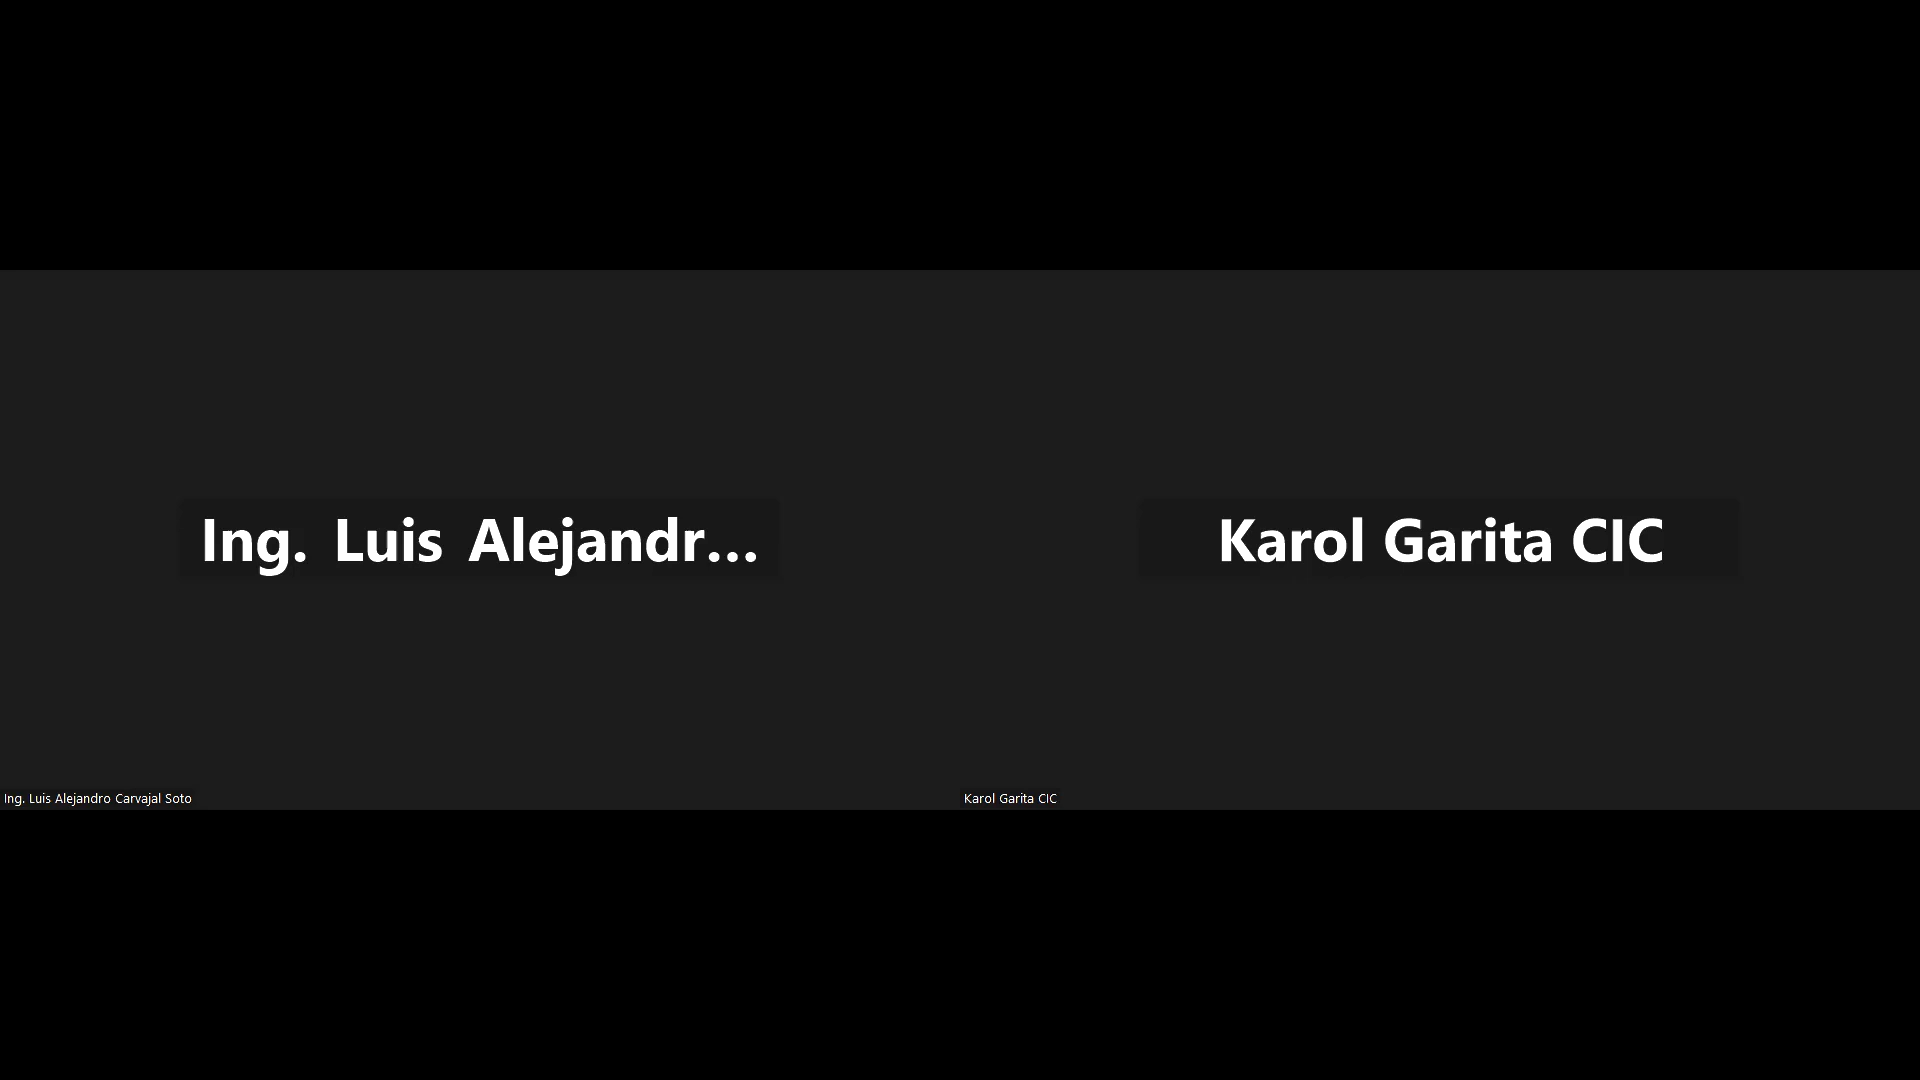 Ing. Luis Alejandr...
Karol Garita CIC
Ing. Luis Alejandro Carvajal Soto
Karol Garita CIC